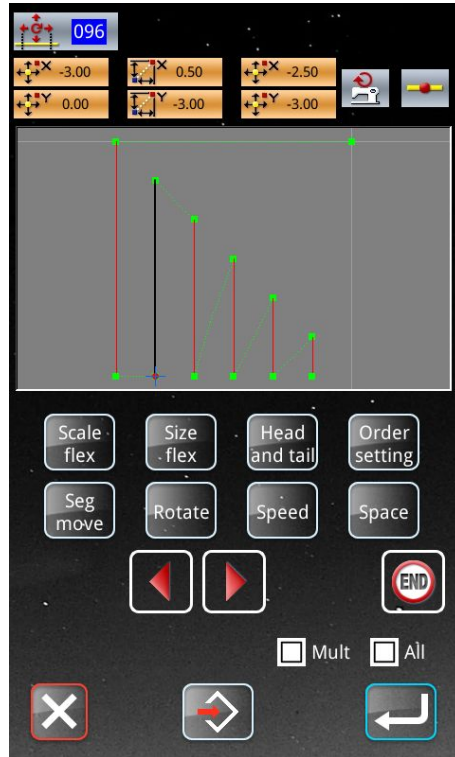 096
X -3.00 X 0.50 X -2.50
Y 0.00 Y -3.00 Y -3.00
Scale flex
Size flex
Head and tail
Order setting
Seg move
Rotate
Speed
Space
END
Mult
All